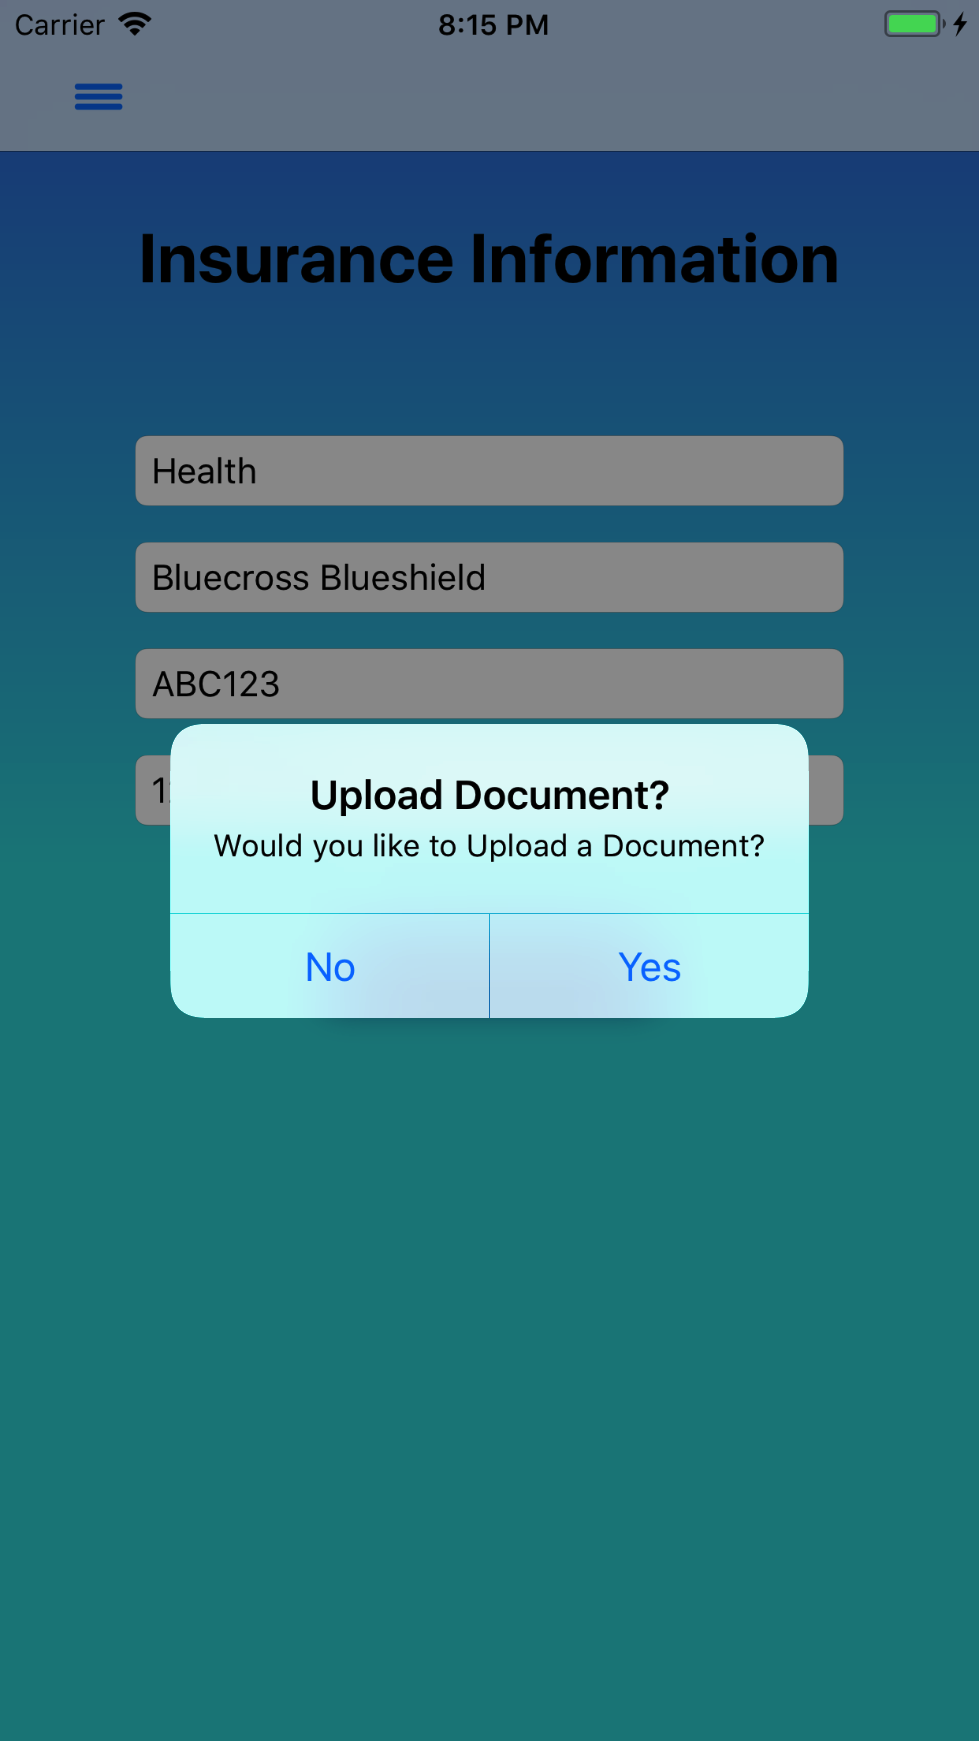 Carrier 8:15 PM
Insurance Information
Health
Bluecross Blueshield
ABC123
Upload Document?
Would you like to Upload a Document?
No Yes